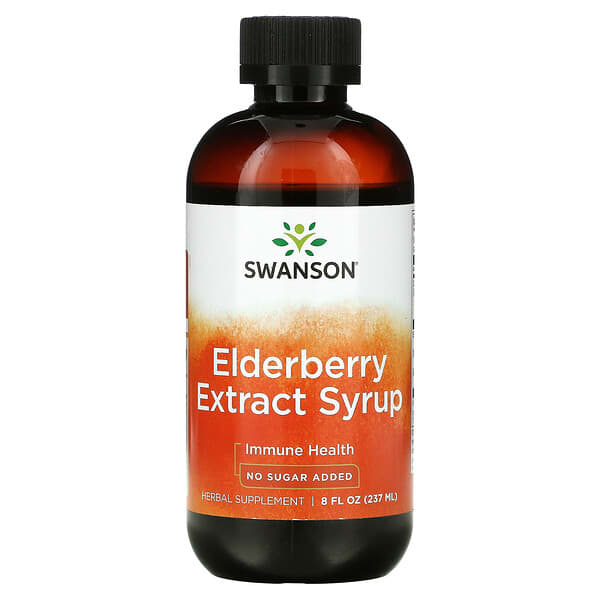 SWANSON®
Elderberry
Extract Syrup
Immune Health
NO SUGAR ADDED
HERBAL SUPPLEMENT | 8 FL OZ (237 ML)